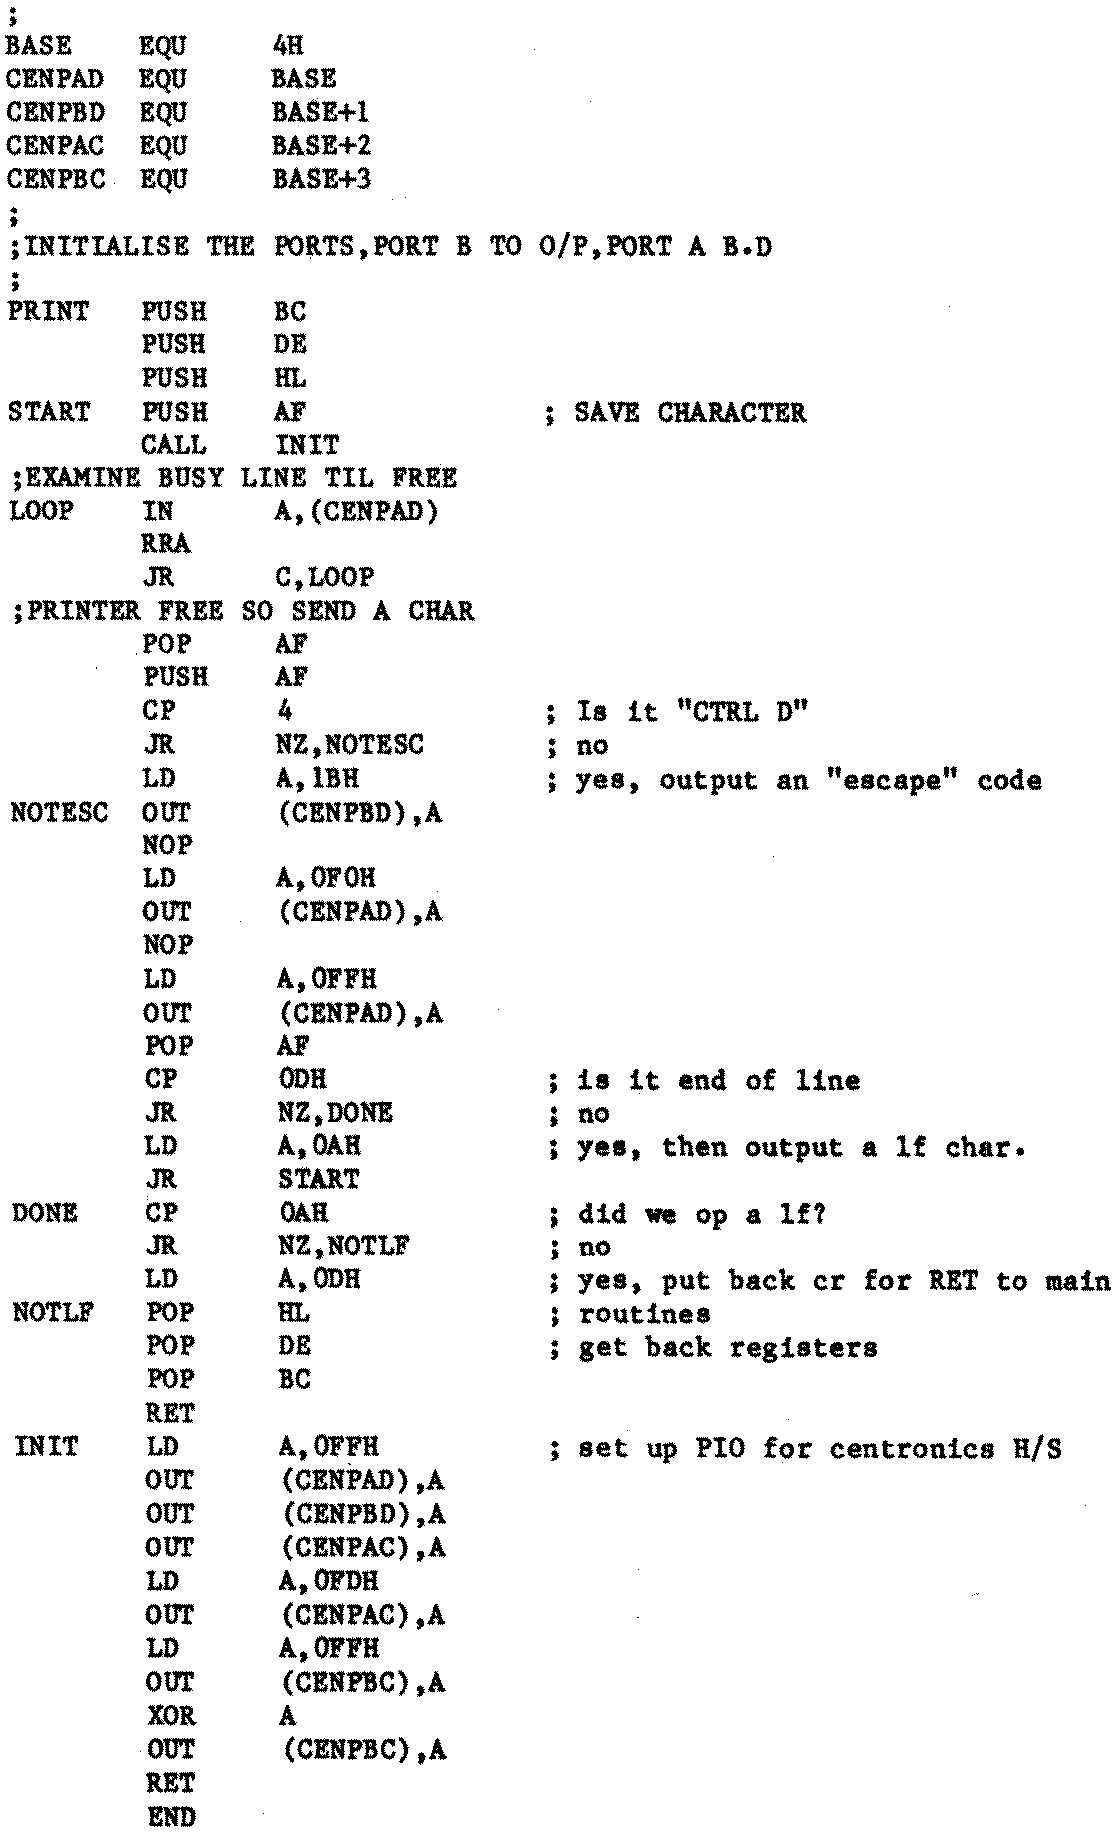 ;
BASE    EQU     4H
CENPAD  EQU     BASE
CENPBD  EQU     BASE+1
CENPAC  EQU     BASE+2
CENPBC  EQU     BASE+3
;
;INITIALISE THE PORTS,PORT B TO O/P,PORT A B.D
;
PRINT   PUSH    BC
        PUSH    DE
        PUSH    HL
START   PUSH    AF              ; SAVE CHARACTER
        CALL    INIT
;EXAMINE BUSY LINE TIL FREE
LOOP    IN      A,(CENPAD)
        RRA
        JR      C,LOOP
;PRINTER FREE SO SEND A CHAR
        POP     AF
        PUSH    AF
        CP      4               ; Is it "CTRL D"
        JR      NZ,NOTESC       ; no
        LD      A,1BH           ; yes, output an "escape" code
NOTESC  OUT     (CENPBD),A
        NOP
        LD      A,0F0H
        OUT     (CENPAD),A
        NOP
        LD      A,0FFH
        OUT     (CENPAD),A
        POP     AF
        CP      0DH             ; is it end of line
        JR      NZ,DONE         ; no
        LD      A,0AH           ; yes, then output a lf char.
        JR      START
DONE    CP      0AH             ; did we op a lf?
        JR      NZ,NOTLF        ; no
        LD      A,0DH           ; yes, put back cr for RET to main
NOTLF   POP     HL              ; routines
        POP     DE              ; get back registers
        POP     BC
        RET
INIT    LD      A,0FFH          ; set up PIO for centronics H/S
        OUT     (CENPAD),A
        OUT     (CENPBD),A
        OUT     (CENPAC),A
        LD      A,0FDH
        OUT     (CENPAC),A
        LD      A,0FFH
        OUT     (CENPBC),A
        XOR     A
        OUT     (CENPBC),A
        RET
        END